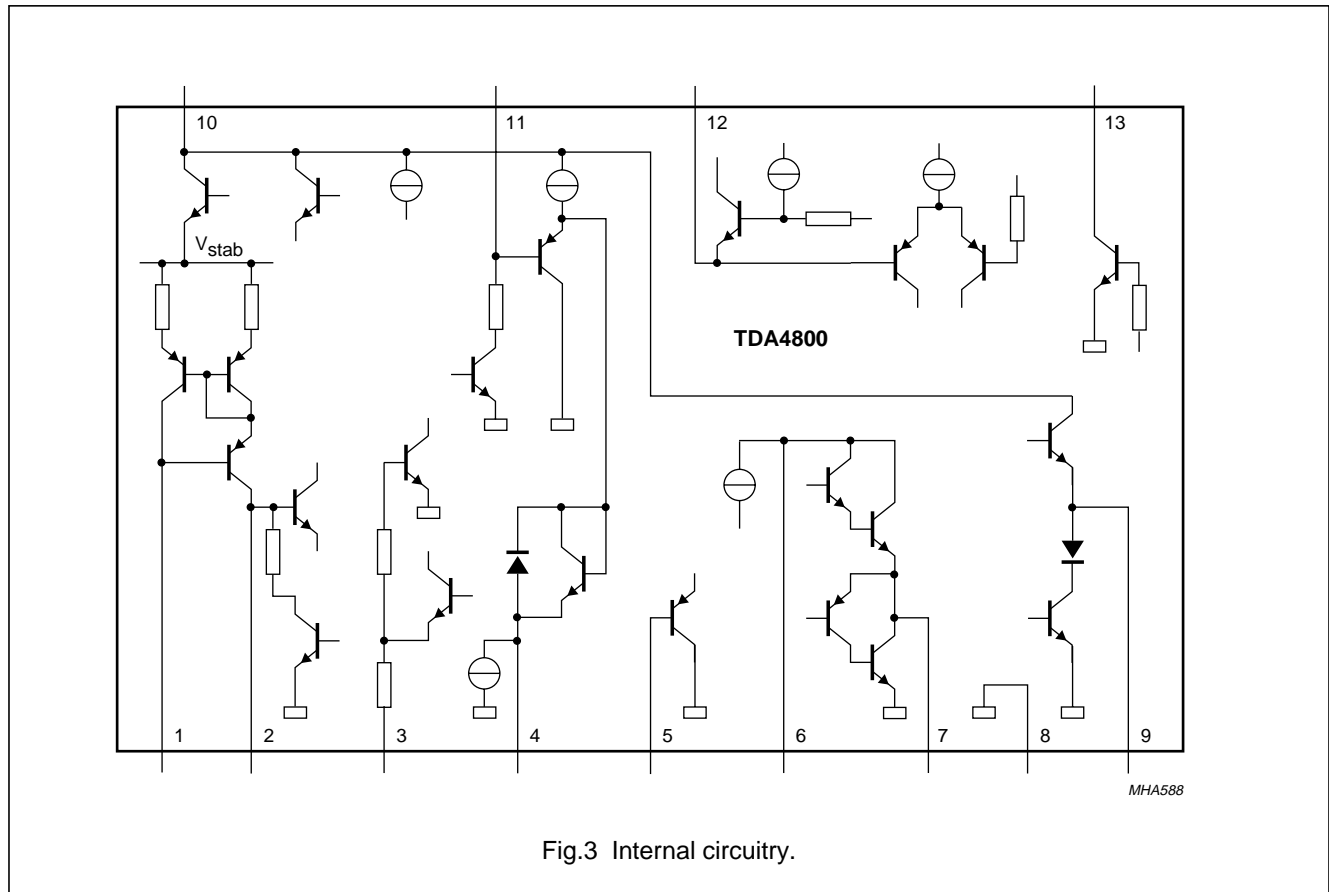 10 11 12 13
Vstab
TDA4800
1 2 3 4 5 6 7 8 9
MHA588
Fig.3 Internal circuitry.